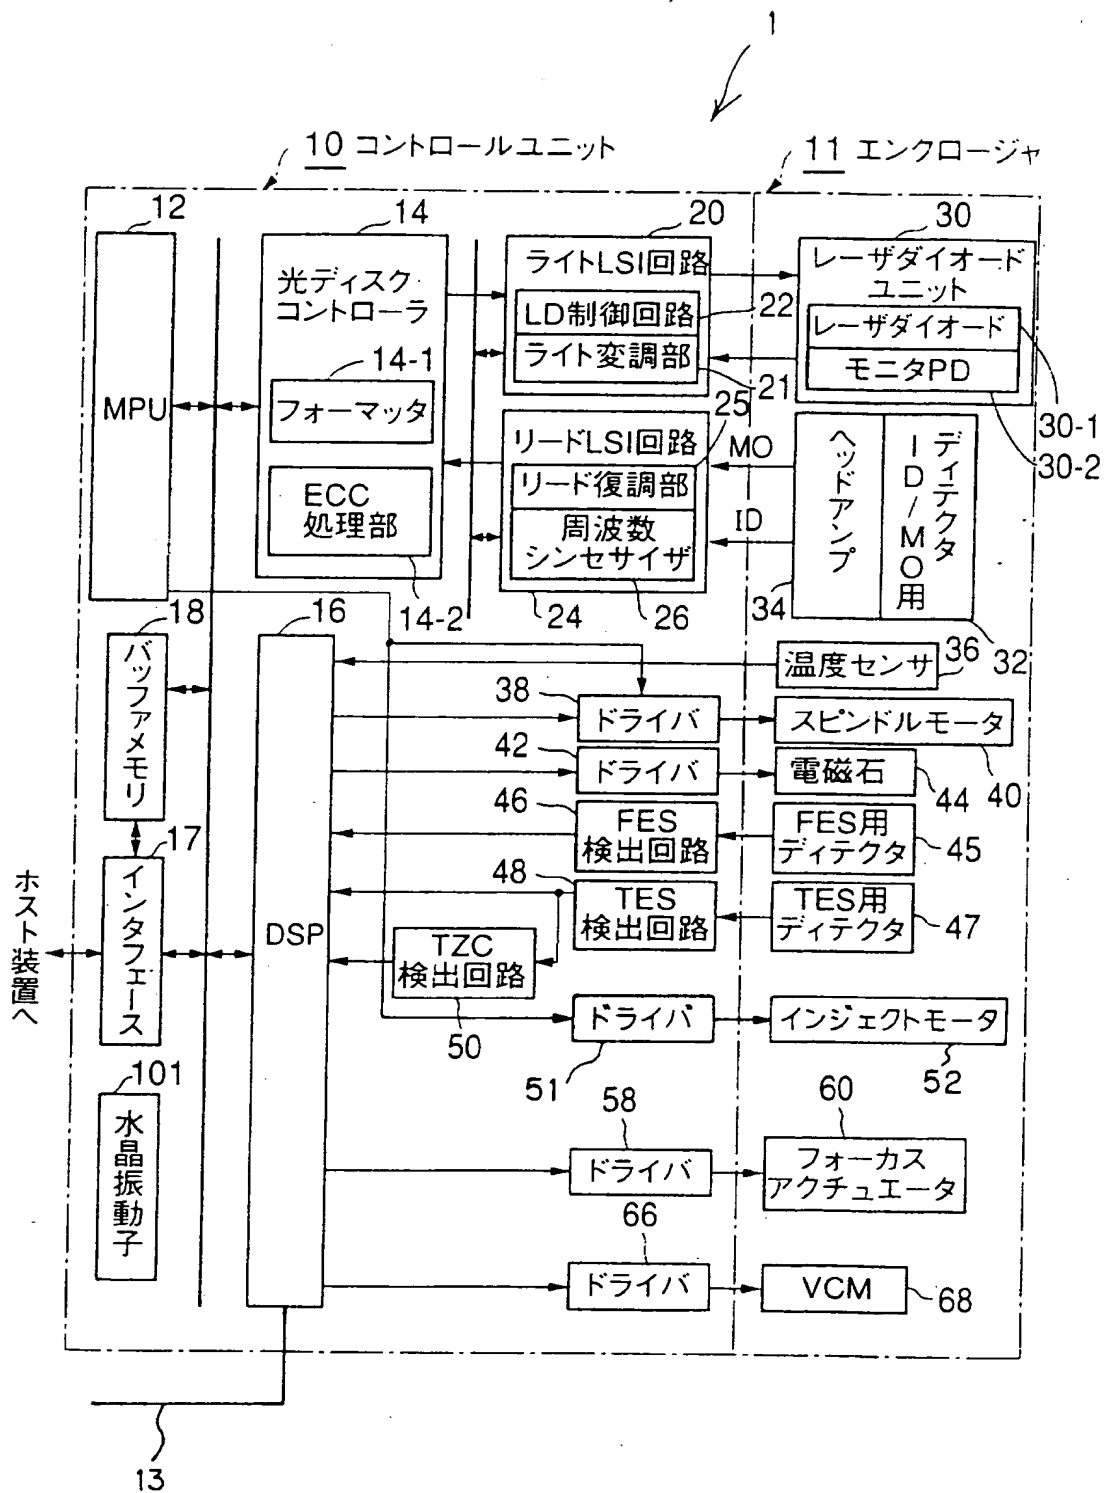 1
10 コントロールユニット
11 エンクロージャ
12
14
20
30
MPU
光ディスク
コントローラ
14-1
フォーマッタ
ECC
処理部
14-2
ライトLSI回路
LD制御回路
22
ライト変調部
21
25
リードLSI回路
リード復調部
周波数
シンセサイザ
24
26
MO
ID
レーザダイオード
ユニット
レーザダイオード
モニタPD
30-1
30-2
ヘッドアンプ
34
ディテクタ
ID/MO用
32
18
バッファメモリ
16
DSP
温度センサ
36
38
ドライバ
スピンドルモータ
40
42
ドライバ
電磁石
44
46
FES
検出回路
FES用
ディテクタ
45
48
TES
検出回路
TES用
ディテクタ
47
17
インタフェース
ホスト装置へ
TZC
検出回路
50
ドライバ
51
インジェクトモータ
52
101
水晶振動子
58
ドライバ
60
フォーカス
アクチュエータ
66
ドライバ
VCM
68
13